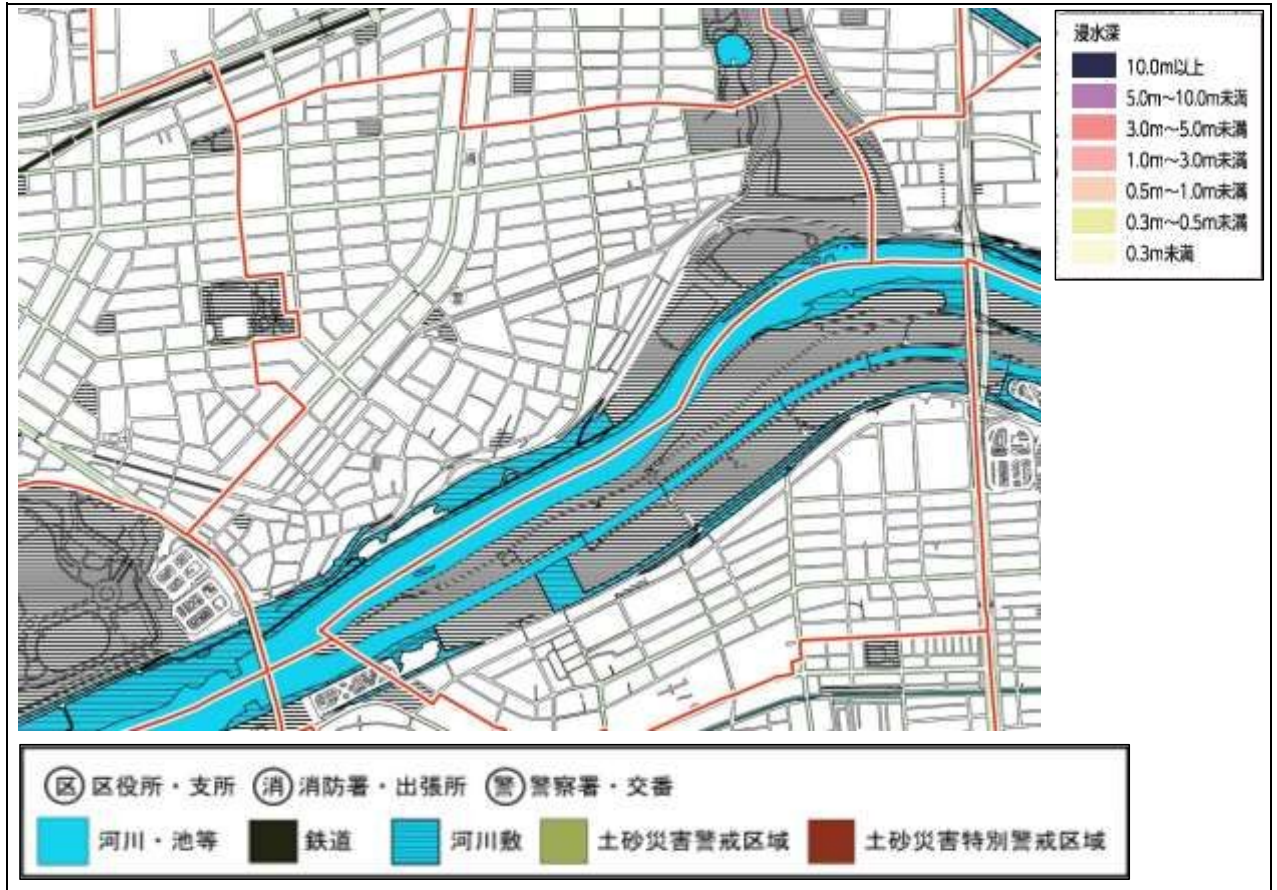 浸水深
10.0m以上
5.0m～10.0m未満
3.0m～5.0m未満
1.0m～3.0m未満
0.5m～1.0m未満
0.3m～0.5m未満
0.3m未満
消
警
区 区役所・支所 消 消防署・出張所 警 警察署・交番
河川・池等 鉄道 河川敷 土砂災害警戒区域 土砂災害特別警戒区域